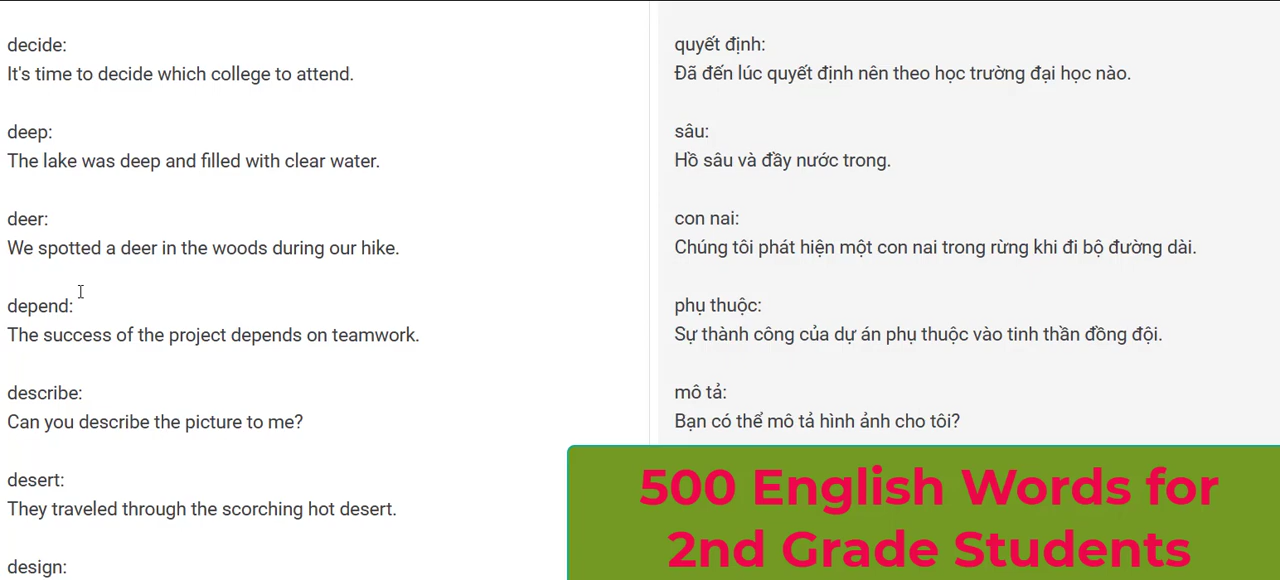 decide:
It's time to decide which college to attend.
deep:
The lake was deep and filled with clear water.
deer:
We spotted a deer in the woods during our hike.
depend:
The success of the project depends on teamwork.
describe:
Can you describe the picture to me?
desert:
They traveled through the scorching hot desert.
design:
quyết định:
Đã đến lúc quyết định nên theo học trường đại học nào.
sâu:
Hồ sâu và đầy nước trong.
con nai:
Chúng tôi phát hiện một con nai trong rừng khi đi bộ đường dài.
phụ thuộc:
Sự thành công của dự án phụ thuộc vào tinh thần đồng đội.
mô tả:
Bạn có thể mô tả hình ảnh cho tôi?
500 English Words for
2nd Grade Students